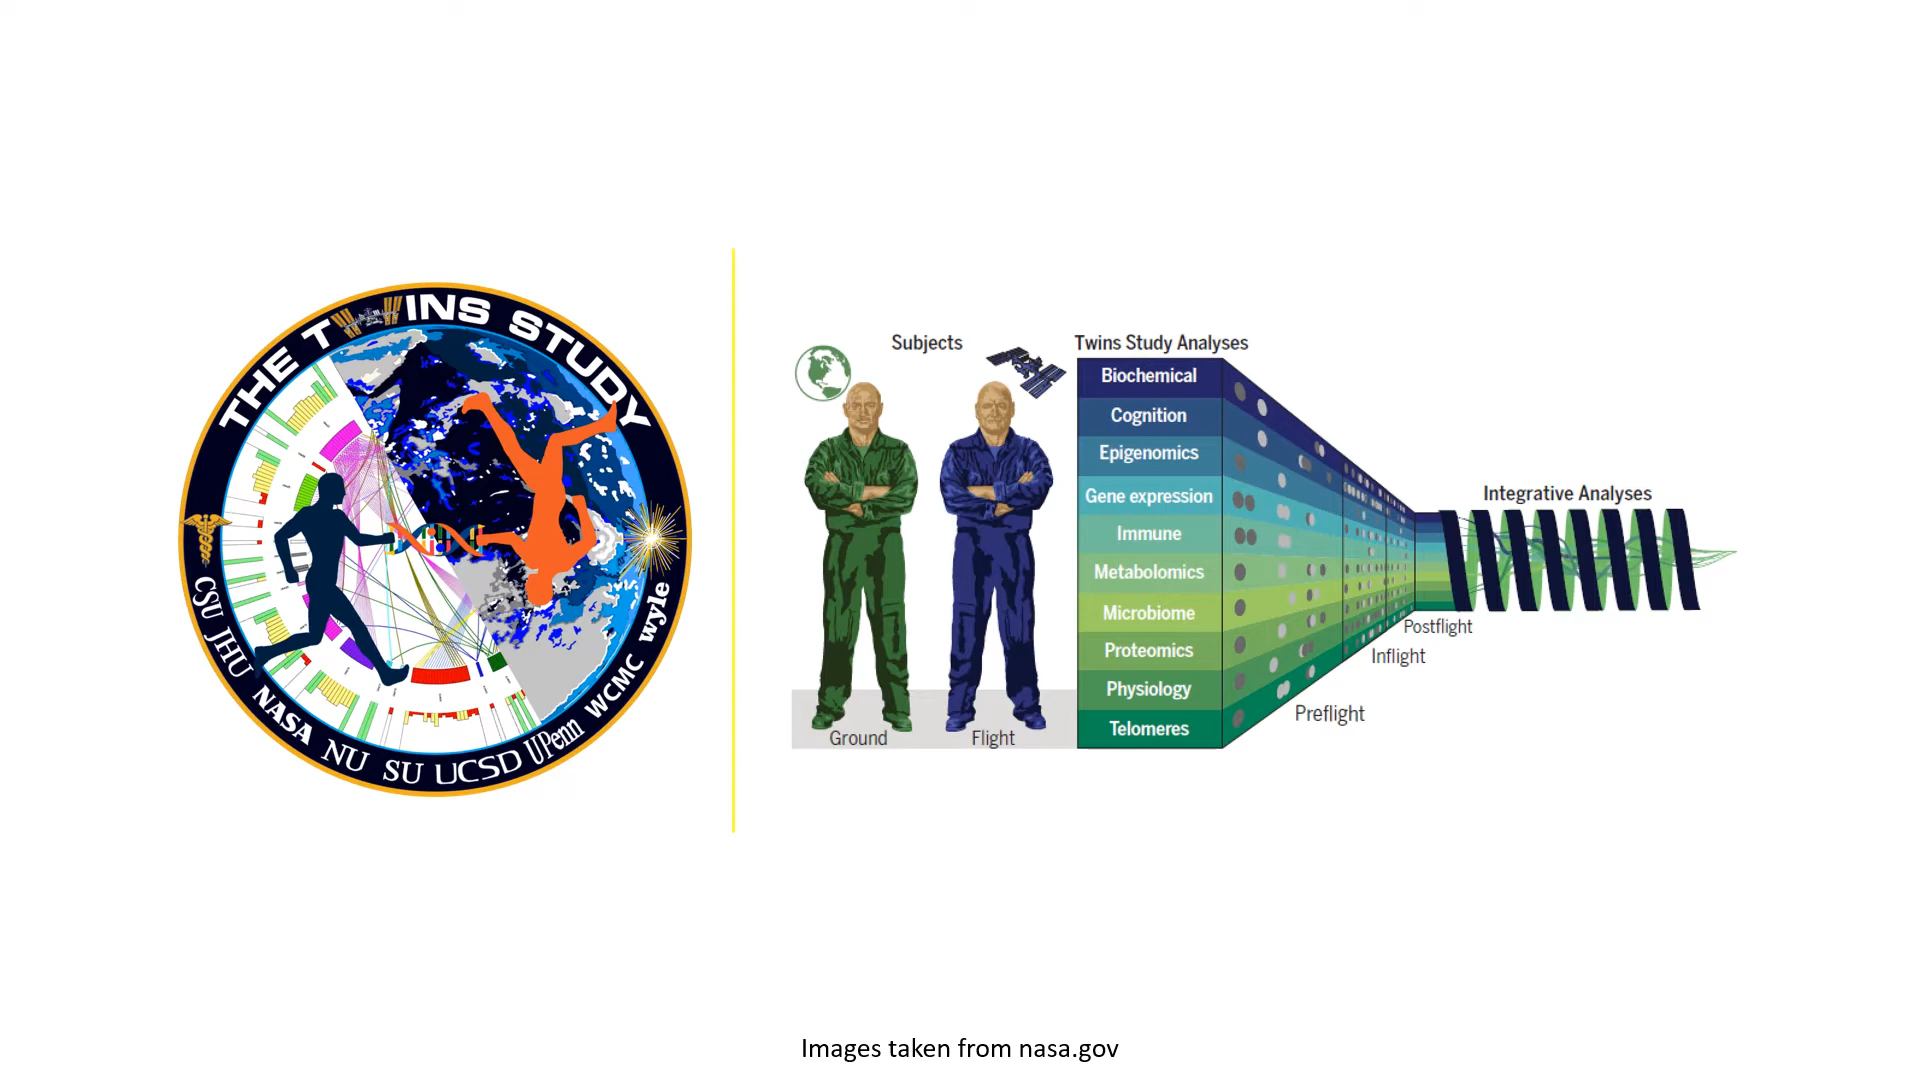 THE TWINS STUDY
CSU JHU NASA NU SU UCSD UPenn WCMC wyle
Subjects
Twins Study Analyses
Biochemical
Cognition
Epigenomics
Gene expression
Immune
Metabolomics
Microbiome
Proteomics
Physiology
Telomeres
Ground
Flight
Preflight
Inflight
Postflight
Integrative Analyses
Images taken from nasa.gov